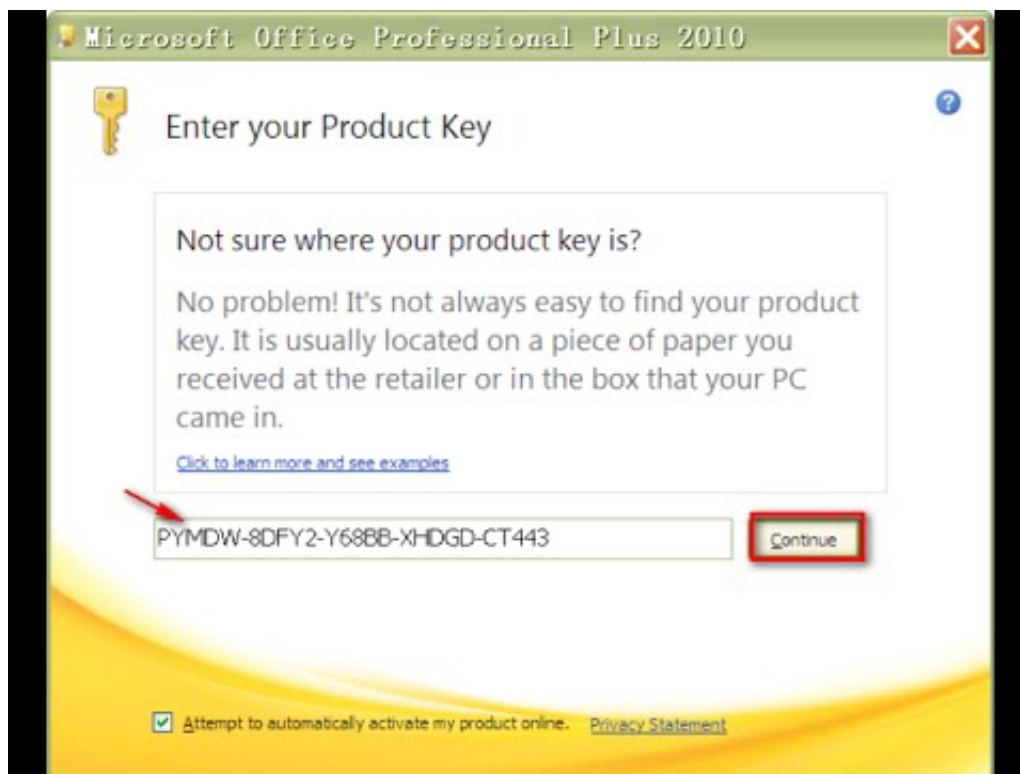 Microsoft Office Professional Plus 2010
Enter your Product Key
Not sure where your product key is?
No problem! It's not always easy to find your product
key. It is usually located on a piece of paper you
received at the retailer or in the box that your PC
came in.
Click to learn more and see examples
PYMDW-8DFY2-Y68BB-XHDGD-CT443
Continue
Attempt to automatically activate my product online. Privacy Statement